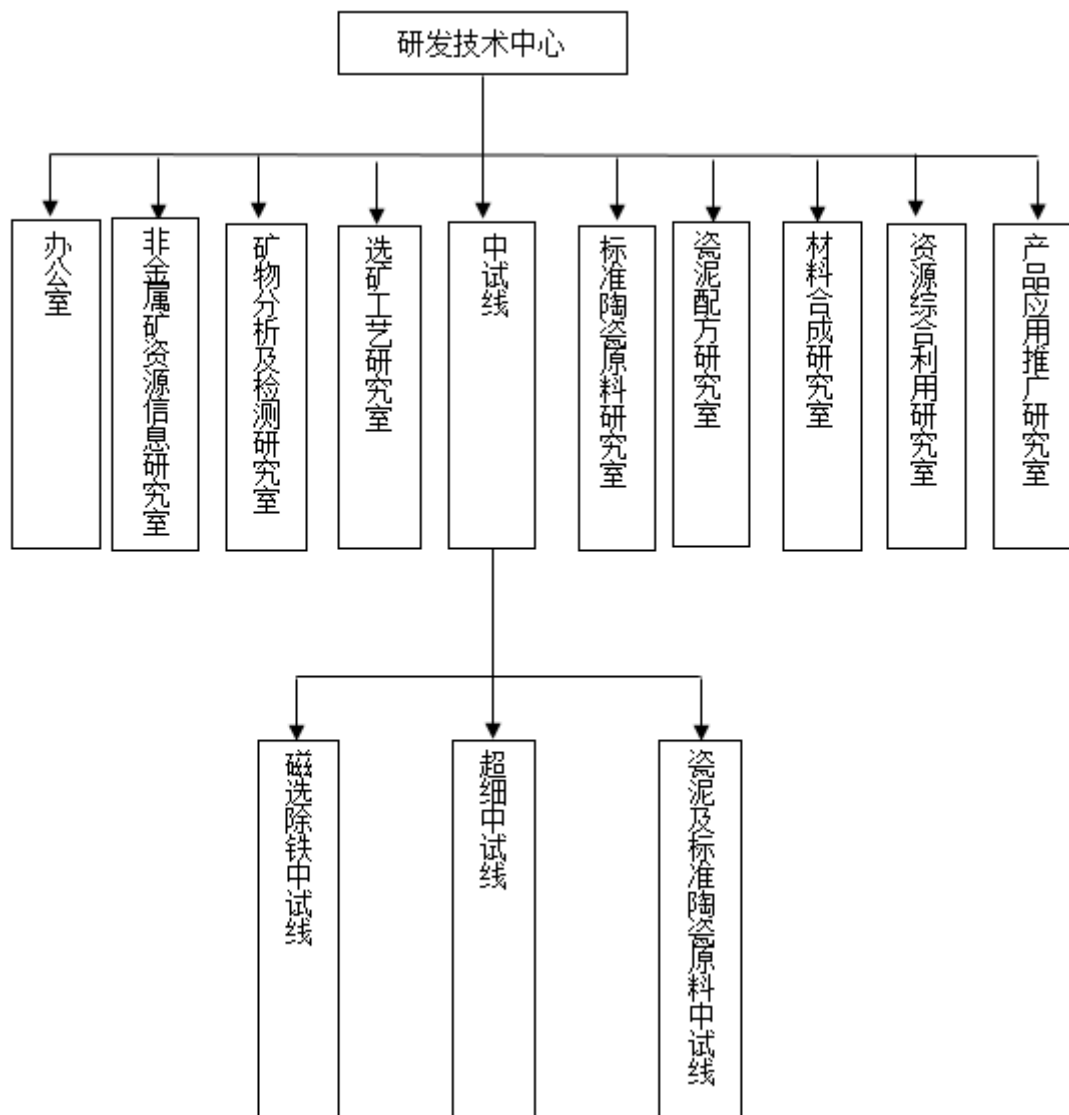 研发技术中心
办公室
非金属矿资源信息研究室
矿物分析及检测研究室
选矿工艺研究室
中试线
标准陶瓷原料研究室
瓷泥配方研究室
材料合成研究室
资源综合利用研究室
产品应用推广研究室
磁选除铁中试线
超细中试线
瓷泥及标准陶瓷原料中试线